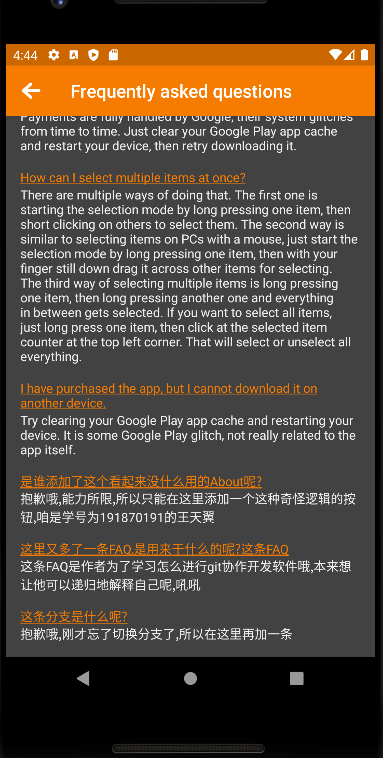 4:44
Frequently asked questions
Payments are fully handled by Google, their system glitches
from time to time. Just clear your Google Play app cache
and restart your device, then retry downloading it.
How can I select multiple items at once?
There are multiple ways of doing that. The first one is
starting the selection mode by long pressing one item, then
short clicking on others to select them. The second way is
similar to selecting items on PCs with a mouse, just start the
selection mode by long pressing one item, then with your
finger still down drag it across other items for selecting.
The third way of selecting multiple items is long pressing
one item, then long pressing another one and everything
in between gets selected. If you want to select all items,
just long press one item, then click at the selected item
counter at the top left corner. That will select or unselect all
everything.
I have purchased the app, but I cannot download it on
another device.
Try clearing your Google Play app cache and restarting your
device. It is some Google Play glitch, not really related to the
app itself.
是谁添加了这个看起来没什么用的About呢?
抱歉哦,能力所限,所以只能在这里添加一个这种奇怪逻辑的按
钮,咱是学号为191870191的王天翼
这里又多了一条FAQ,是用来干什么的呢?这条FAQ
这条FAQ是作者为了学习怎么进行git协作开发软件哦,本来想
让他可以递归地解释自己呢,吼吼
这条分支是什么呢?
抱歉哦,刚才忘了切换分支了,所以在这里再加一条